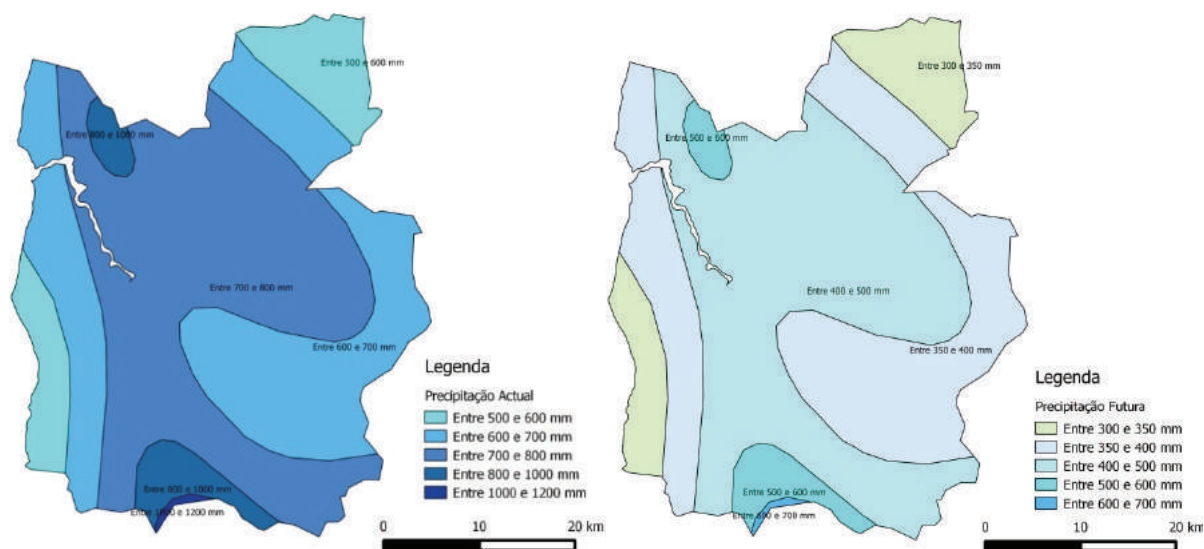 Entre 500 e 600 mm
Entre 800 e 1000 mm
Entre 700 e 800 mm
Entre 600 e 700 mm
Entre 800 e 1000 mm
Entre 1000 e 1200 mm
Legenda
Precipitação Actual
Entre 500 e 600 mm
Entre 600 e 700 mm
Entre 700 e 800 mm
Entre 800 e 1000 mm
Entre 1000 e 1200 mm
0 10 20 km
Entre 300 e 350 mm
Entre 500 e 600 mm
Entre 400 e 500 mm
Entre 350 e 400 mm
Entre 500 e 600 mm
Entre 600 e 700 mm
Legenda
Precipitação Futura
Entre 300 e 350 mm
Entre 350 e 400 mm
Entre 400 e 500 mm
Entre 500 e 600 mm
Entre 600 e 700 mm
0 10 20 km